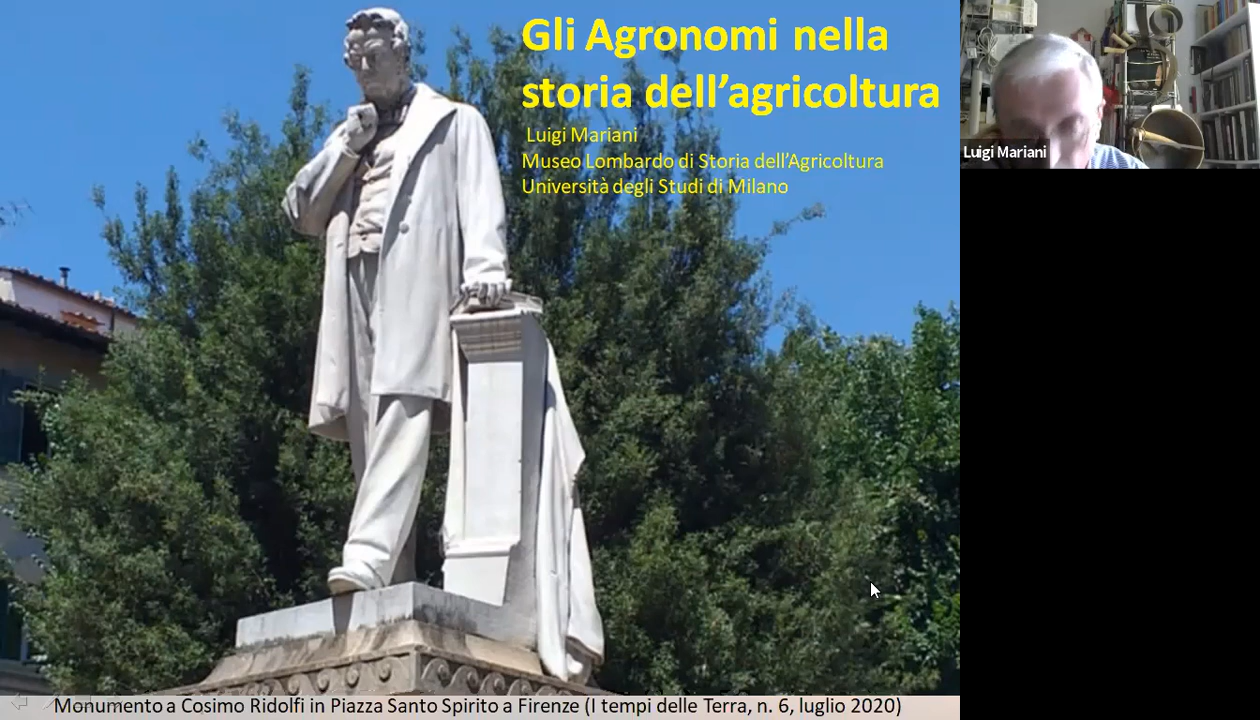 Gli Agronomi nella
storia dell'agricoltura
Luigi Mariani
Museo Lombardo di Storia dell'Agricoltura
Università degli Studi di Milano
Luigi Mariani
Monumento a Cosimo Ridolfi in Piazza Santo Spirito a Firenze (I tempi delle Terra, n. 6, luglio 2020)